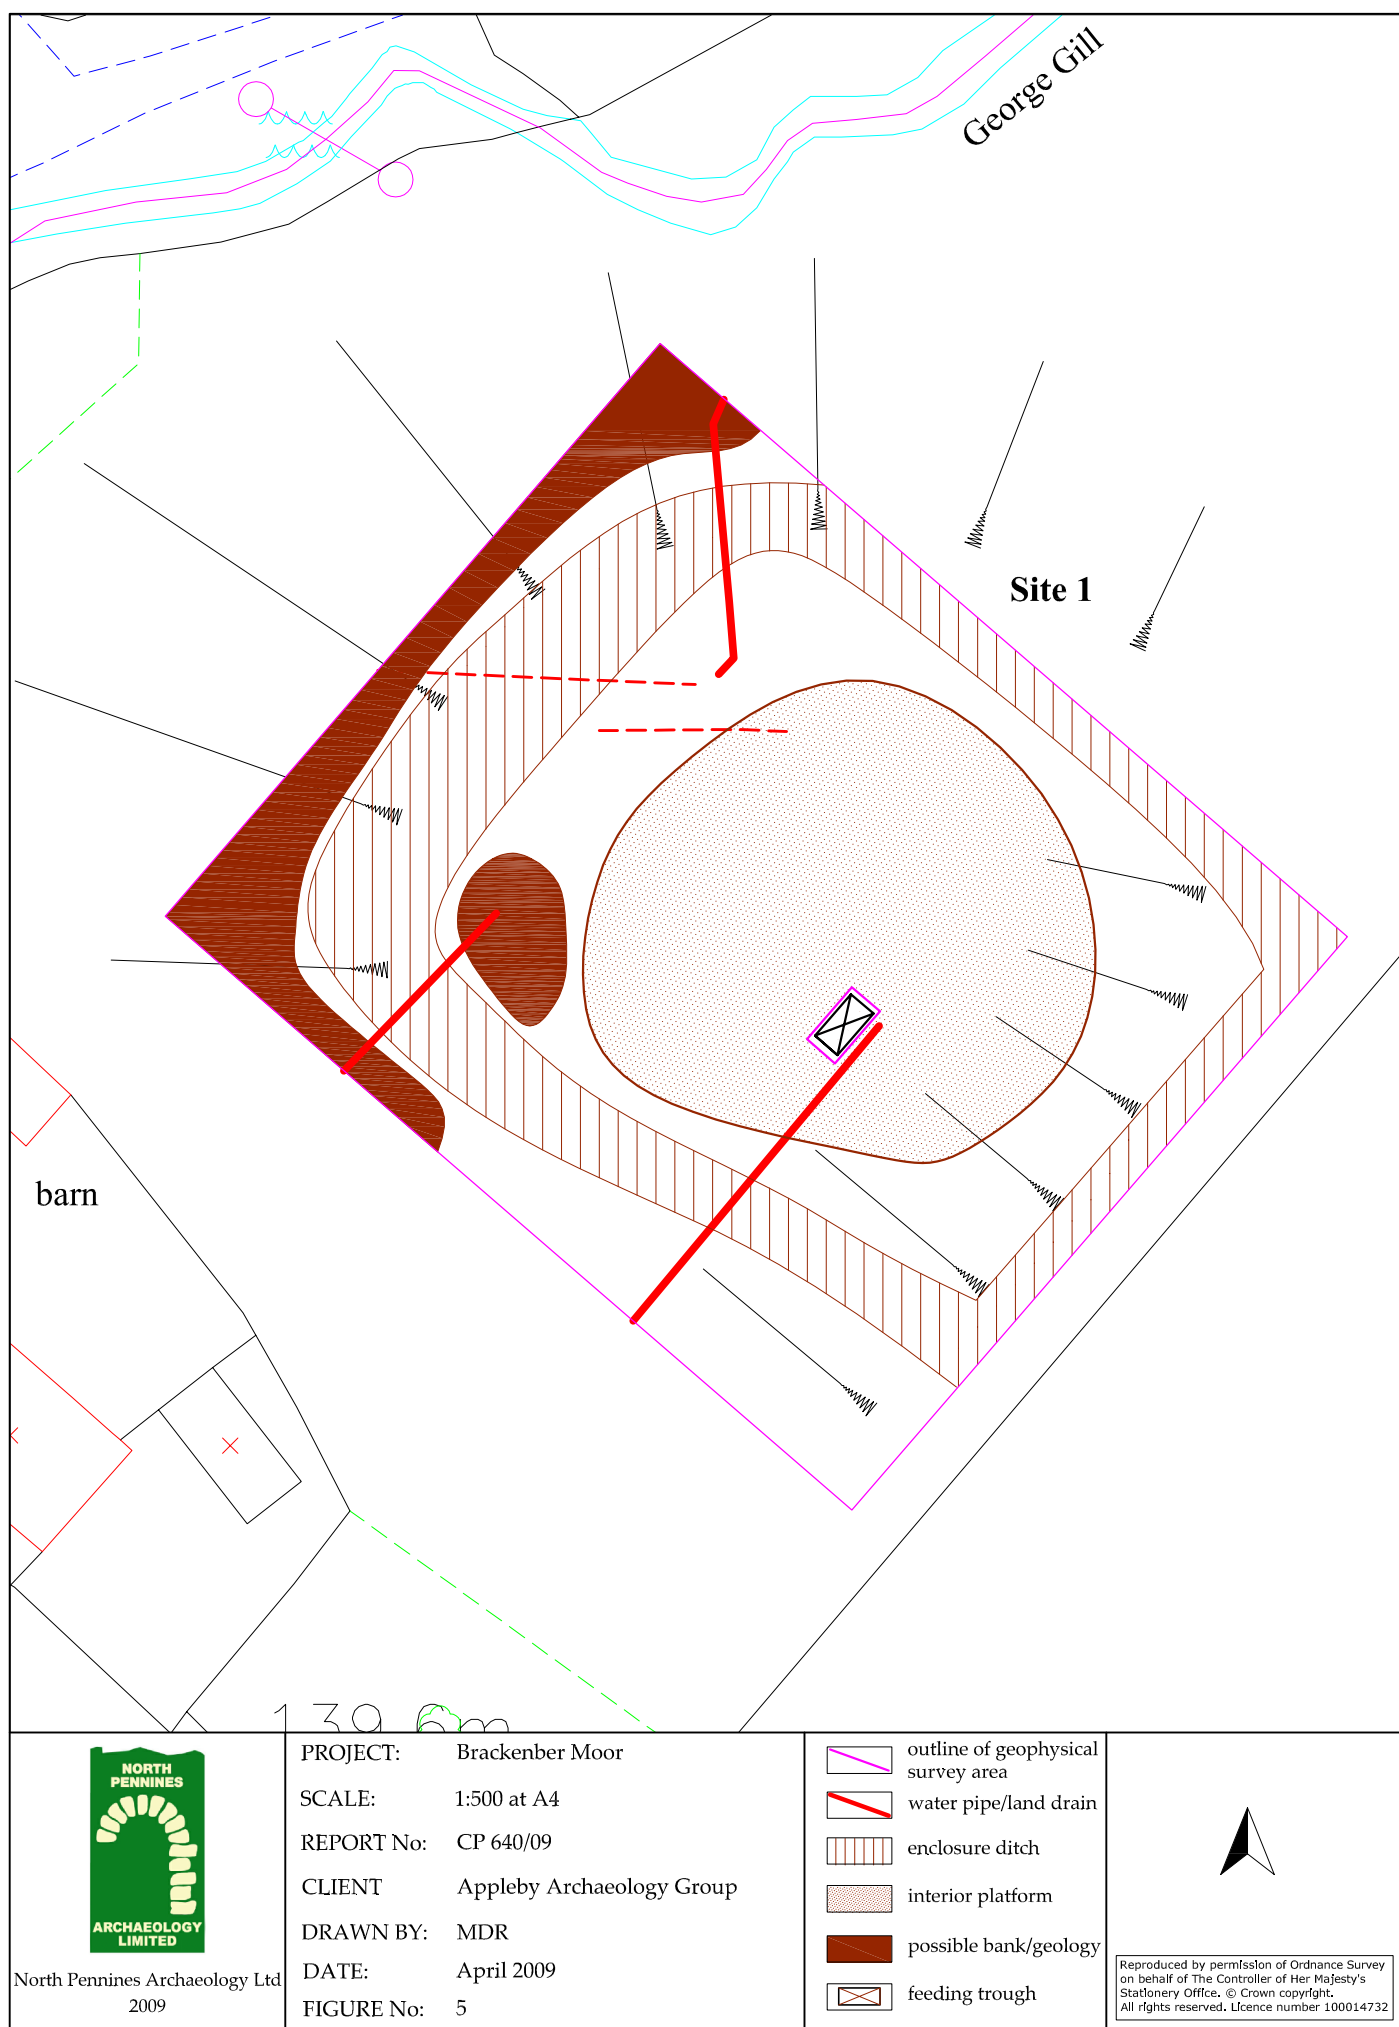 George Gill
Site 1
barn
139.6m
NORTH
PENNINES
ARCHAEOLOGY
LIMITED
North Pennines Archaeology Ltd
2009
PROJECT: Brackenber Moor
SCALE: 1:500 at A4
REPORT No: CP 640/09
CLIENT Appleby Archaeology Group
DRAWN BY: MDR
DATE: April 2009
FIGURE No: 5
outline of geophysical
survey area
water pipe/land drain
enclosure ditch
interior platform
possible bank/geology
feeding trough
Reproduced by permission of Ordnance Survey
on behalf of The Controller of Her Majesty's
Stationery Office. © Crown copyright.
All rights reserved. Licence number 100014732